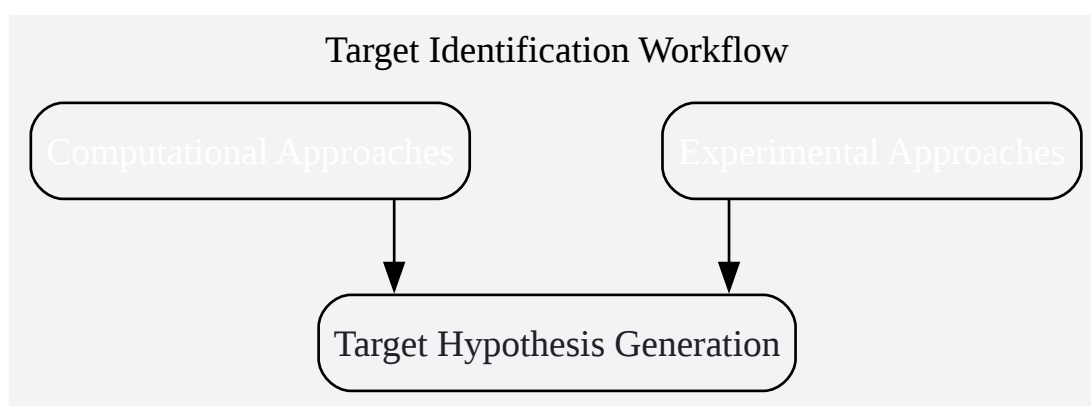 Target Identification Workflow
Computational Approaches
Experimental Approaches
Target Hypothesis Generation